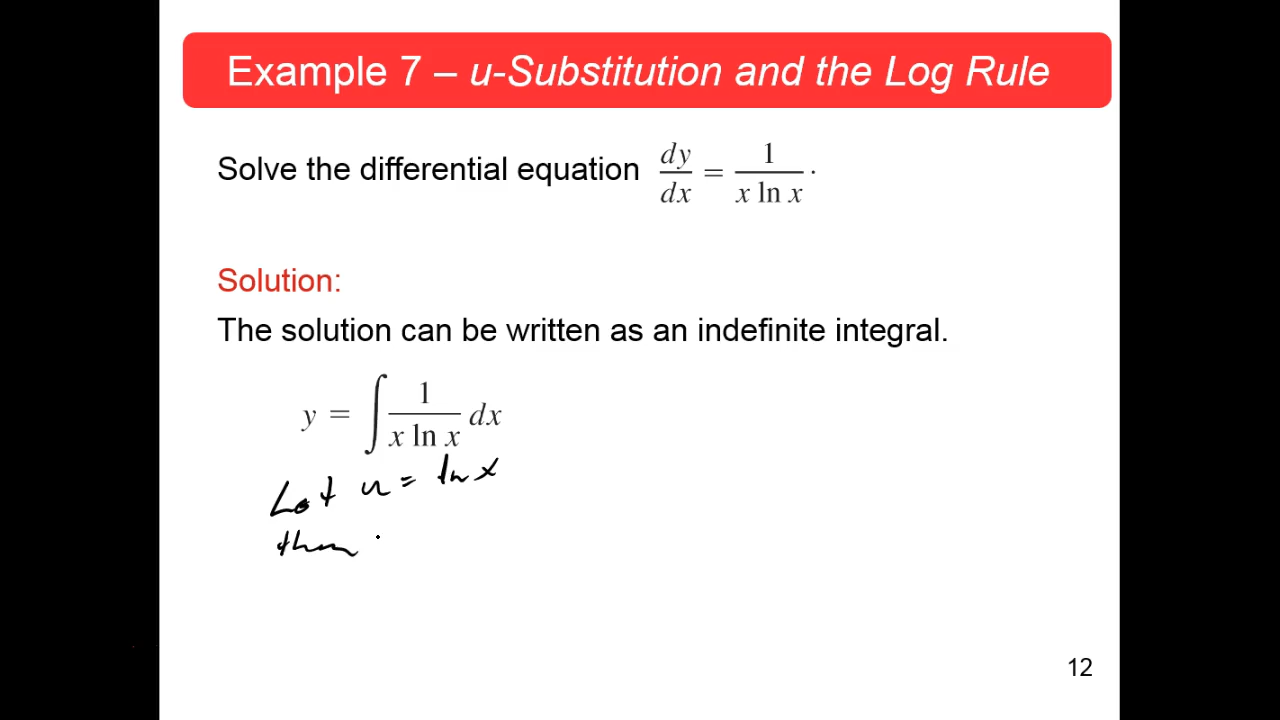 Example 7 – u-Substitution and the Log Rule
Solve the differential equation dy/dx = 1/(x ln x).
Solution:
The solution can be written as an indefinite integral.
y = ∫ 1/(x ln x) dx
Let u = ln x
then
12